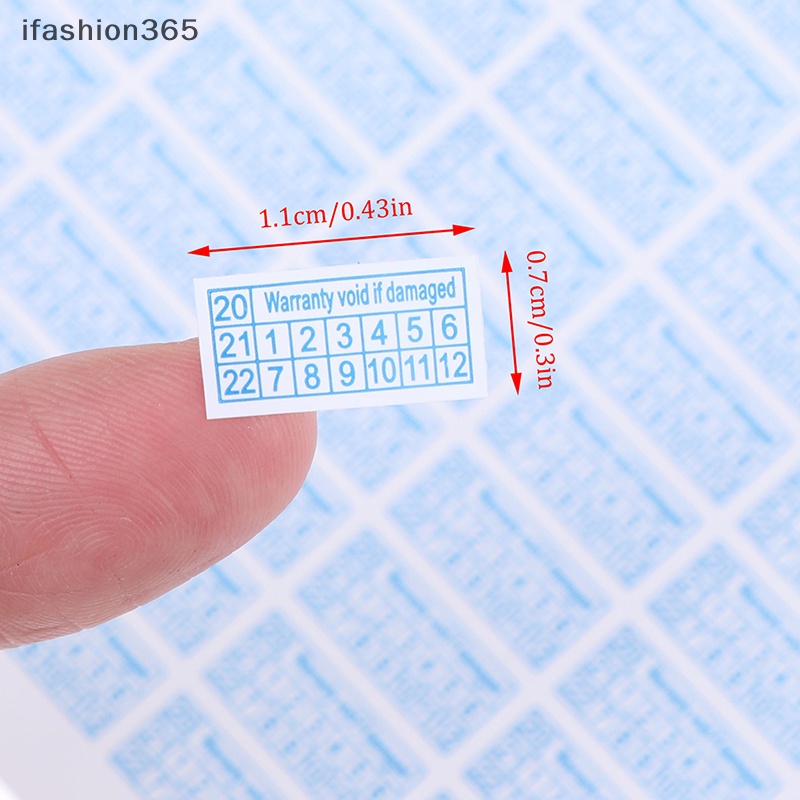 ifashion365
1.1cm/0.43in
0.7cm/0.3in
20 Warranty void if damaged
21 1 2 3 4 5 6
22 7 8 9 10 11 12